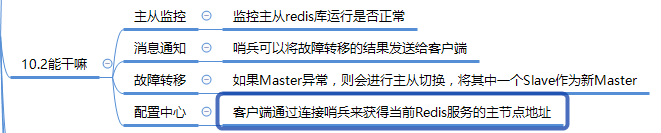 10.2能干嘛
主从监控
监控主从redis库运行是否正常
消息通知
哨兵可以将故障转移的结果发送给客户端
故障转移
如果Master异常，则会进行主从切换，将其中一个Slave作为新Master
配置中心
客户端通过连接哨兵来获得当前Redis服务的主节点地址